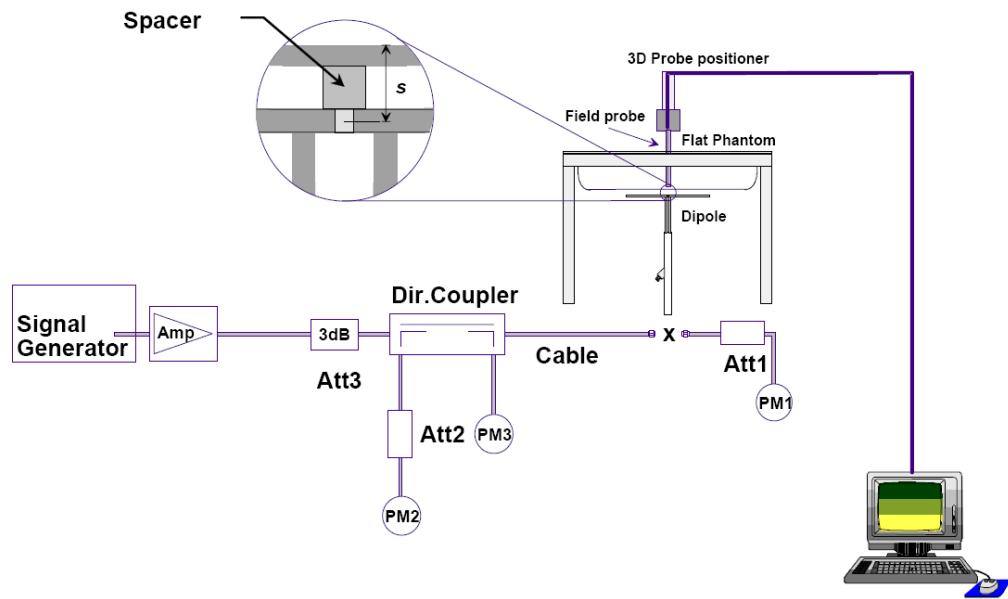 Spacer
s
3D Probe positioner
Field probe
Flat Phantom
Dipole
Signal
Generator
Amp
3dB
Att3
Dir.Coupler
Cable
x
Att1
PM1
Att2
PM3
PM2